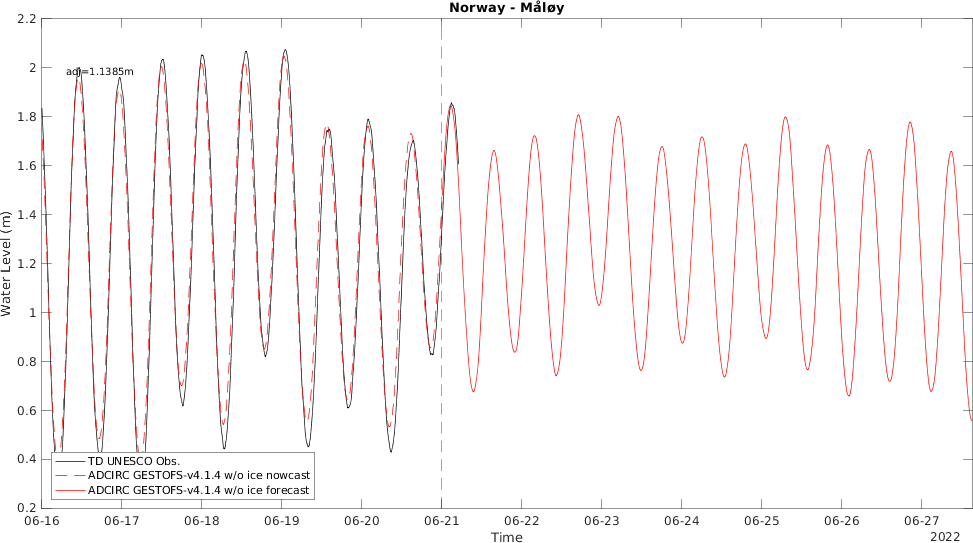 Norway - Måløy
2.2
2
1.8
1.6
1.4
1.2
1
0.8
0.6
0.4
0.2
Water Level (m)
adj=1.1385m
TD UNESCO Obs.
ADCIRC GESTOFS-v4.1.4 w/o ice nowcast
ADCIRC GESTOFS-v4.1.4 w/o ice forecast
06-16 06-17 06-18 06-19 06-20 06-21 06-22 06-23 06-24 06-25 06-26 06-27
Time
2022